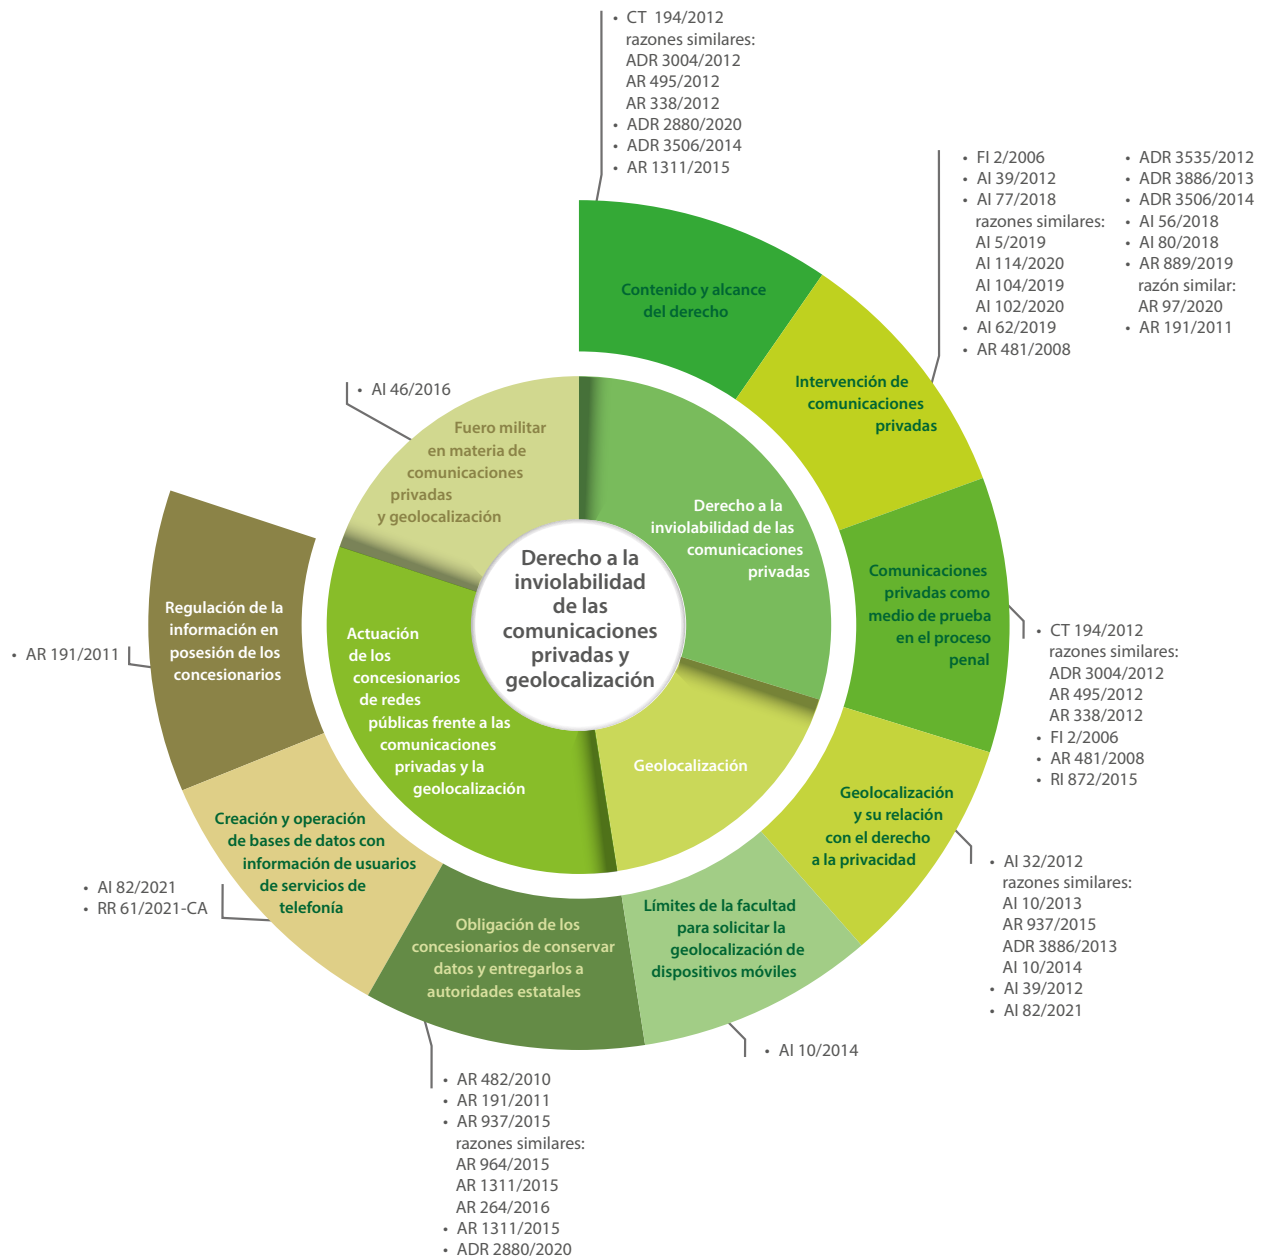 • CT 194/2012
razones similares:
ADR 3004/2012
AR 495/2012
AR 338/2012
• ADR 2880/2020
• ADR 3506/2014
• AR 1311/2015
• FI 2/2006
• AI 39/2012
• AI 77/2018
razones similares:
AI 5/2019
AI 114/2020
AI 104/2019
AI 102/2020
• AI 62/2019
• AR 481/2008
• ADR 3535/2012
• ADR 3886/2013
• ADR 3506/2014
• AI 56/2018
• AI 80/2018
• AR 889/2019
razón similar:
AR 97/2020
• AR 191/2011
Contenido y alcance
del derecho
Intervención de
comunicaciones
privadas
• AI 46/2016
Fuero militar
en materia de
comunicaciones
privadas
y geolocalización
Derecho a la
inviolabilidad de las
comunicaciones
privadas
Derecho a la
inviolabilidad
de las
comunicaciones
privadas y
geolocalización
Comunicaciones
privadas como
medio de prueba
en el proceso
penal
• CT 194/2012
razones similares:
ADR 3004/2012
AR 495/2012
AR 338/2012
• FI 2/2006
• AR 481/2008
• RI 872/2015
Regulación de la
información en
posesión de los
concesionarios
• AR 191/2011
Actuación
de los
concesionarios
de redes
públicas frente a las
comunicaciones
privadas y la
geolocalización
Geolocalización
Geolocalización
y su relación
con el derecho
a la privacidad
• AI 32/2012
razones similares:
AI 10/2013
AR 937/2015
ADR 3886/2013
AI 10/2014
• AI 39/2012
• AI 82/2021
Creación y operación
de bases de datos con
información de usuarios
de servicios de
telefonía
• AI 82/2021
• RR 61/2021-CA
Límites de la facultad
para solicitar la
geolocalización de
dispositivos móviles
• AI 10/2014
Obligación de los
concesionarios de conservar
datos y entregarlos a
autoridades estatales
• AR 482/2010
• AR 191/2011
• AR 937/2015
razones similares:
AR 964/2015
AR 1311/2015
AR 264/2016
• AR 1311/2015
• ADR 2880/2020